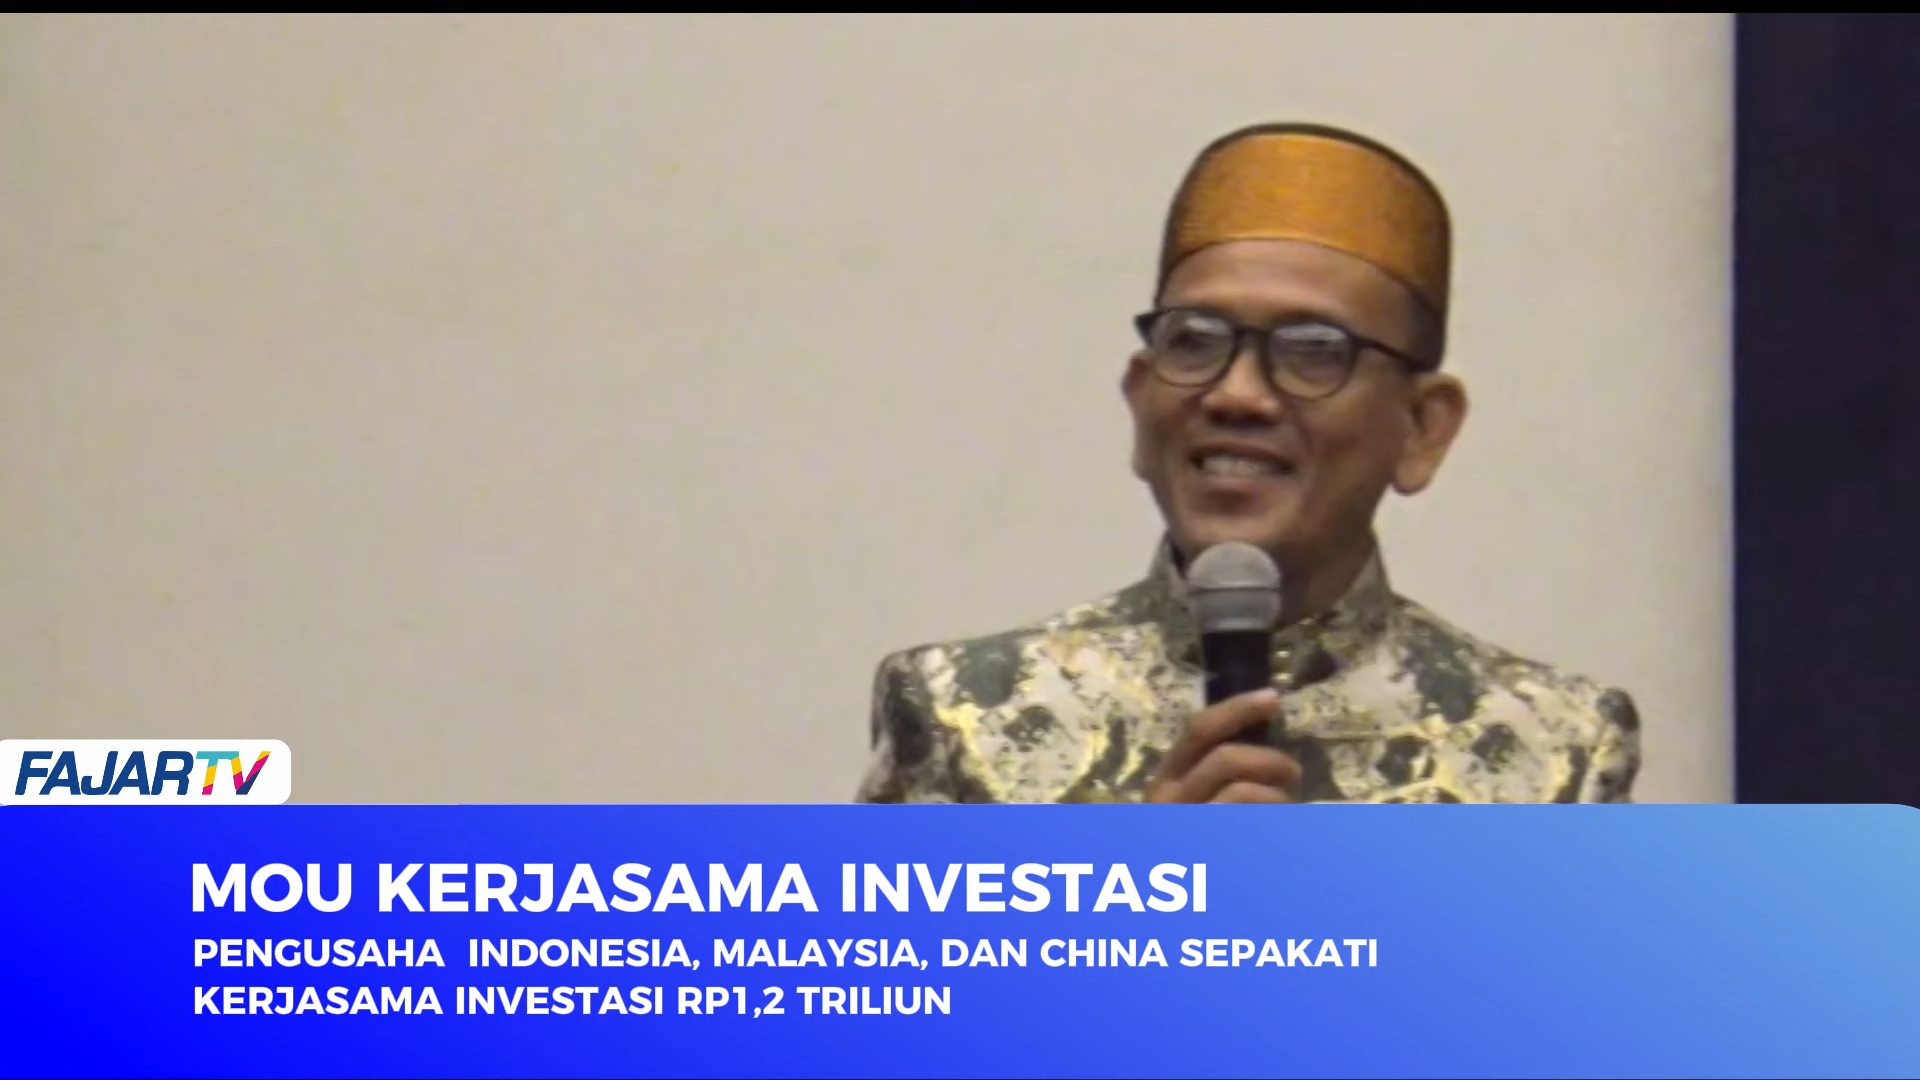 FAJARTV
MOU KERJASAMA INVESTASI
PENGUSAHA  INDONESIA, MALAYSIA, DAN CHINA SEPAKATI
KERJASAMA INVESTASI RP1,2 TRILIUN